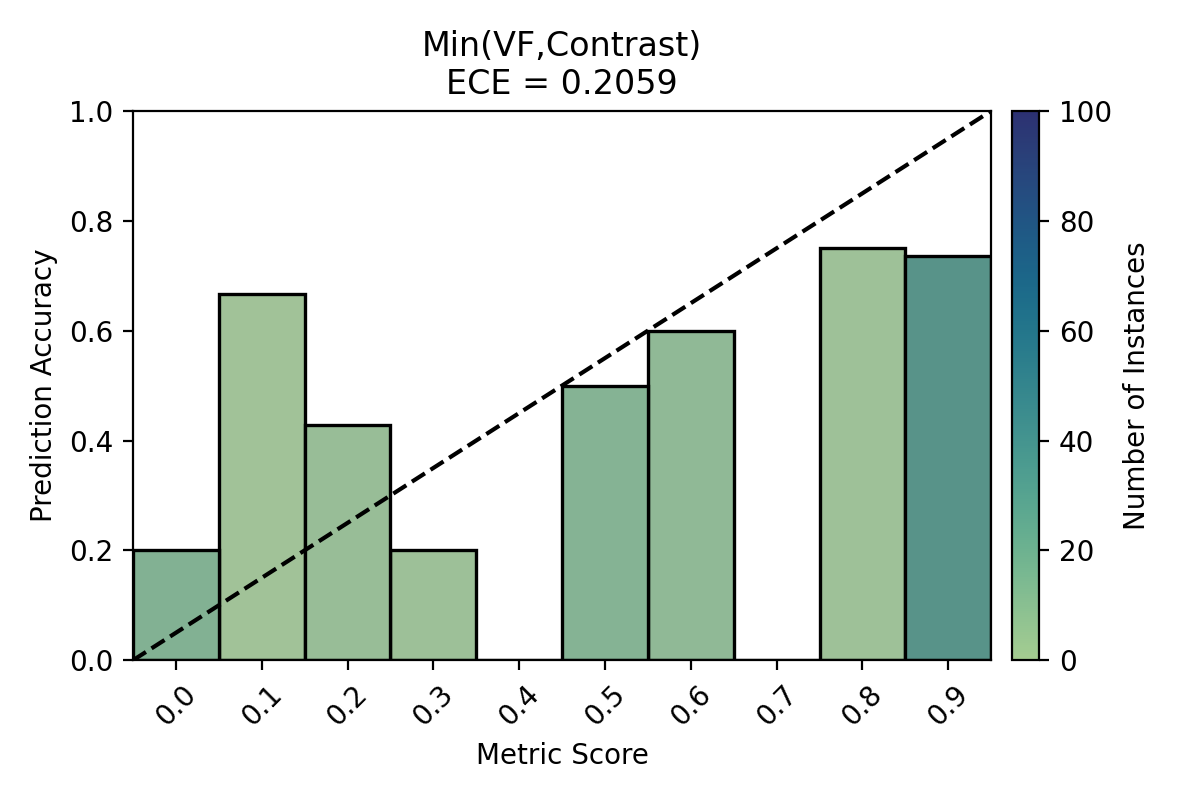 Min(VF,Contrast)
ECE = 0.2059
Prediction Accuracy
1.0
0.8
0.6
0.4
0.2
0.0
0.0 0.1 0.2 0.3 0.4 0.5 0.6 0.7 0.8 0.9
Metric Score
100
80
60
40
20
0
Number of Instances